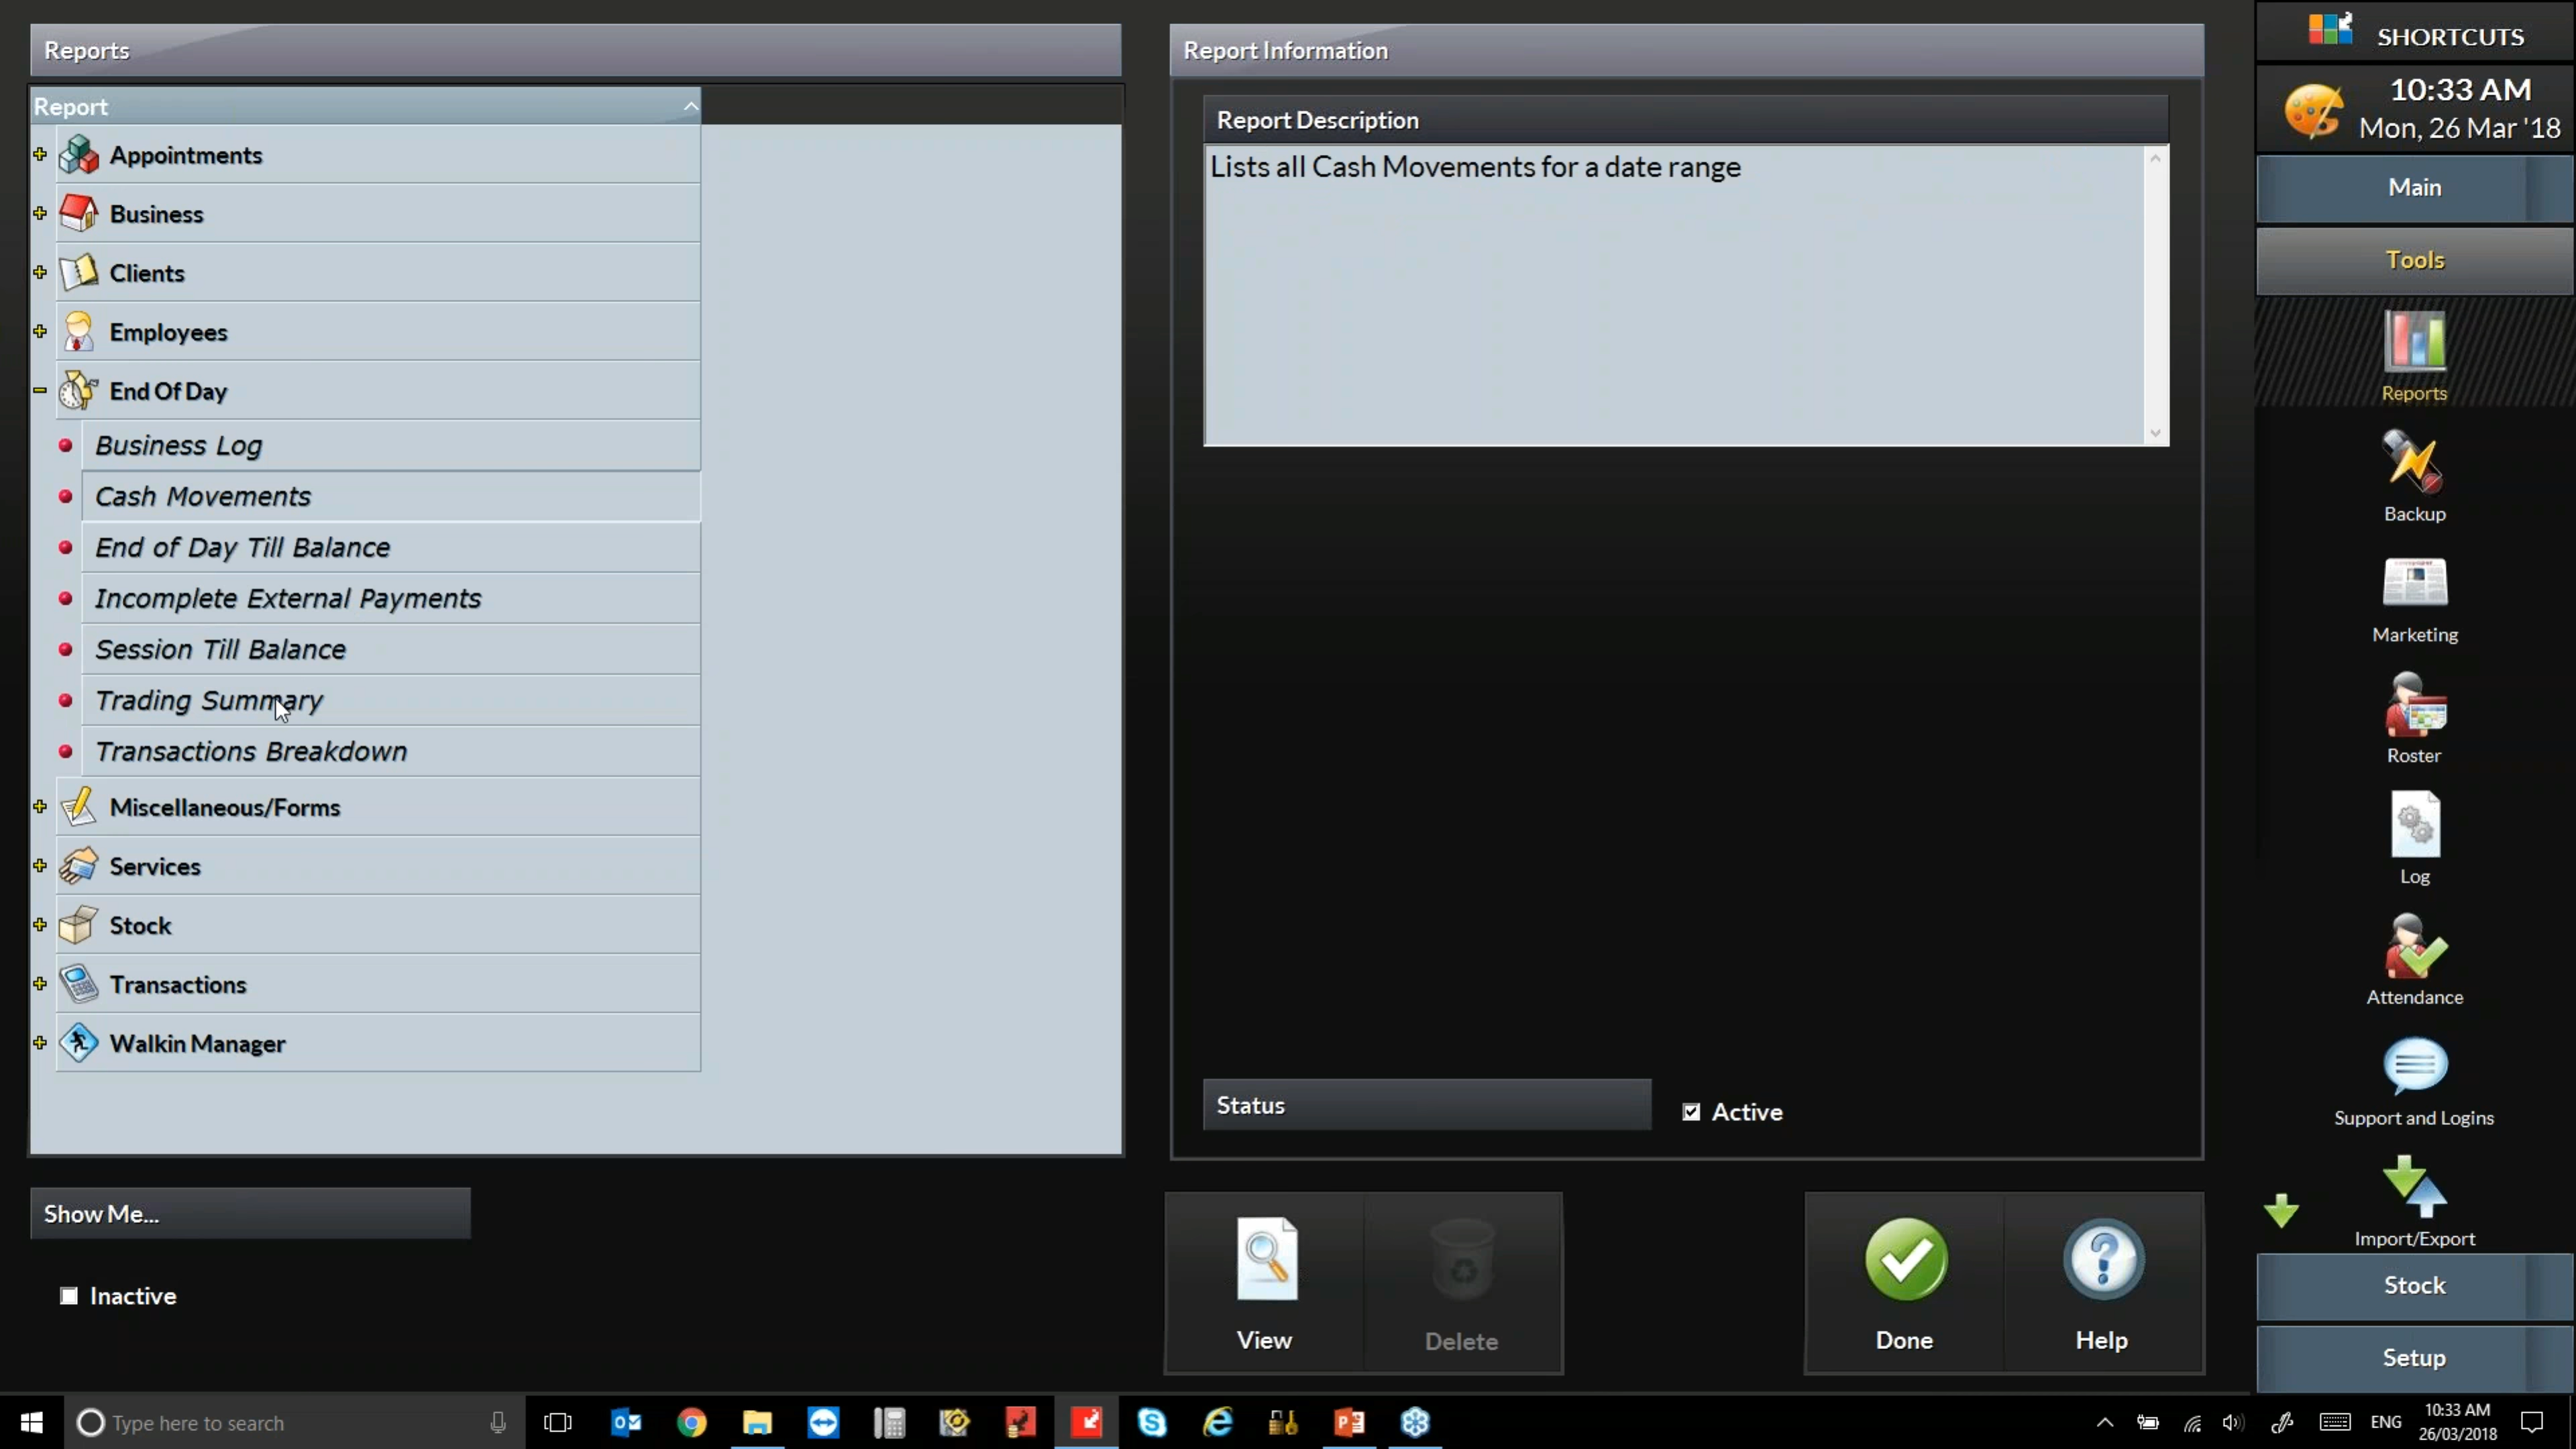 Reports
Report
Appointments
Business
Clients
Employees
End Of Day
Business Log
Cash Movements
End of Day Till Balance
Incomplete External Payments
Session Till Balance
Trading Summary
Transactions Breakdown
Miscellaneous/Forms
Services
Stock
Transactions
Walkin Manager
Show Me...
Inactive
Report Information
Report Description
Lists all Cash Movements for a date range
Status
Active
View
Delete
Done
Help
SHORTCUTS
10:33 AM
Mon, 26 Mar '18
Main
Tools
Reports
Backup
Marketing
Roster
Log
Attendance
Support and Logins
Import/Export
Stock
Setup
Type here to search
ENG
10:33 AM
26/03/2018